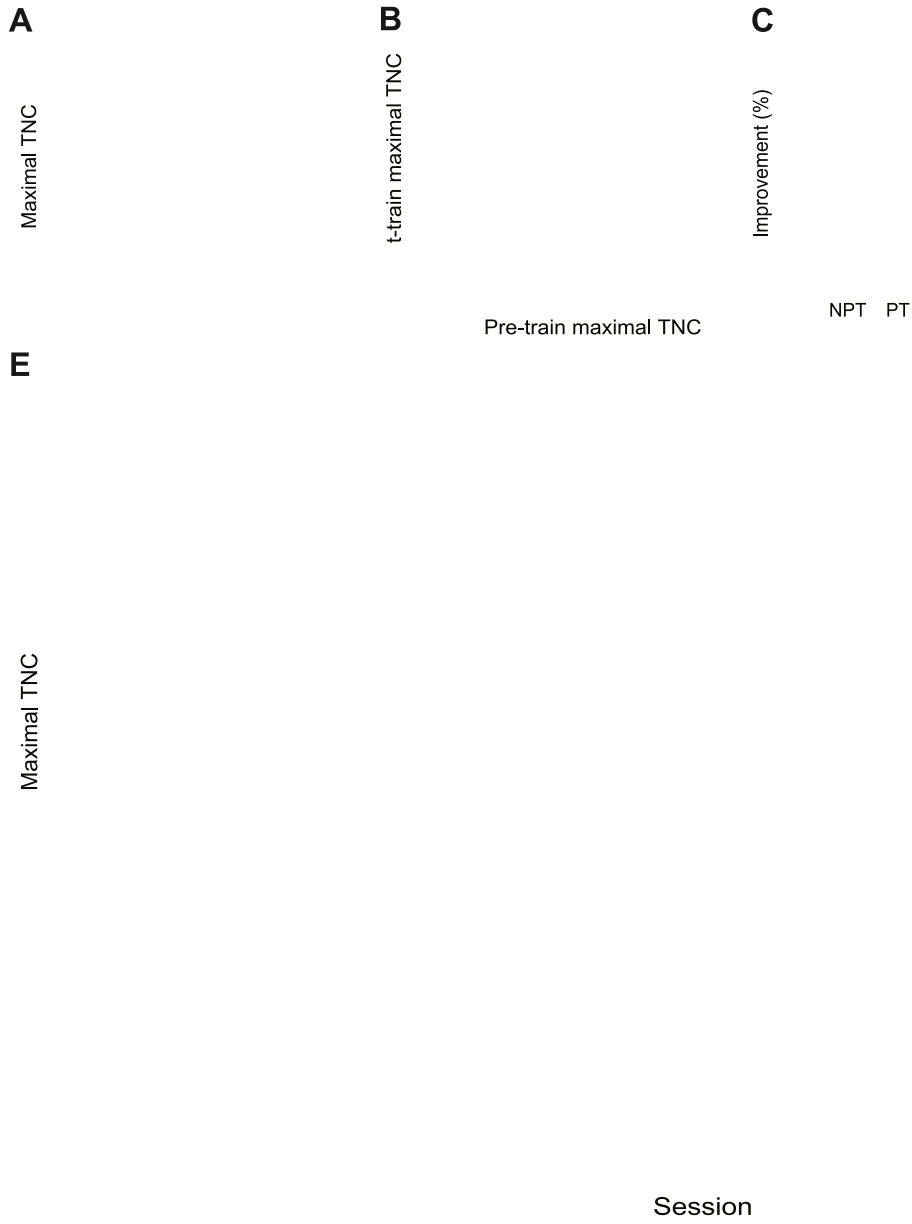 A
B
C
Maximal TNC
t-train maximal TNC
Improvement (%)
NPT PT
Pre-train maximal TNC
E
Maximal TNC
Session